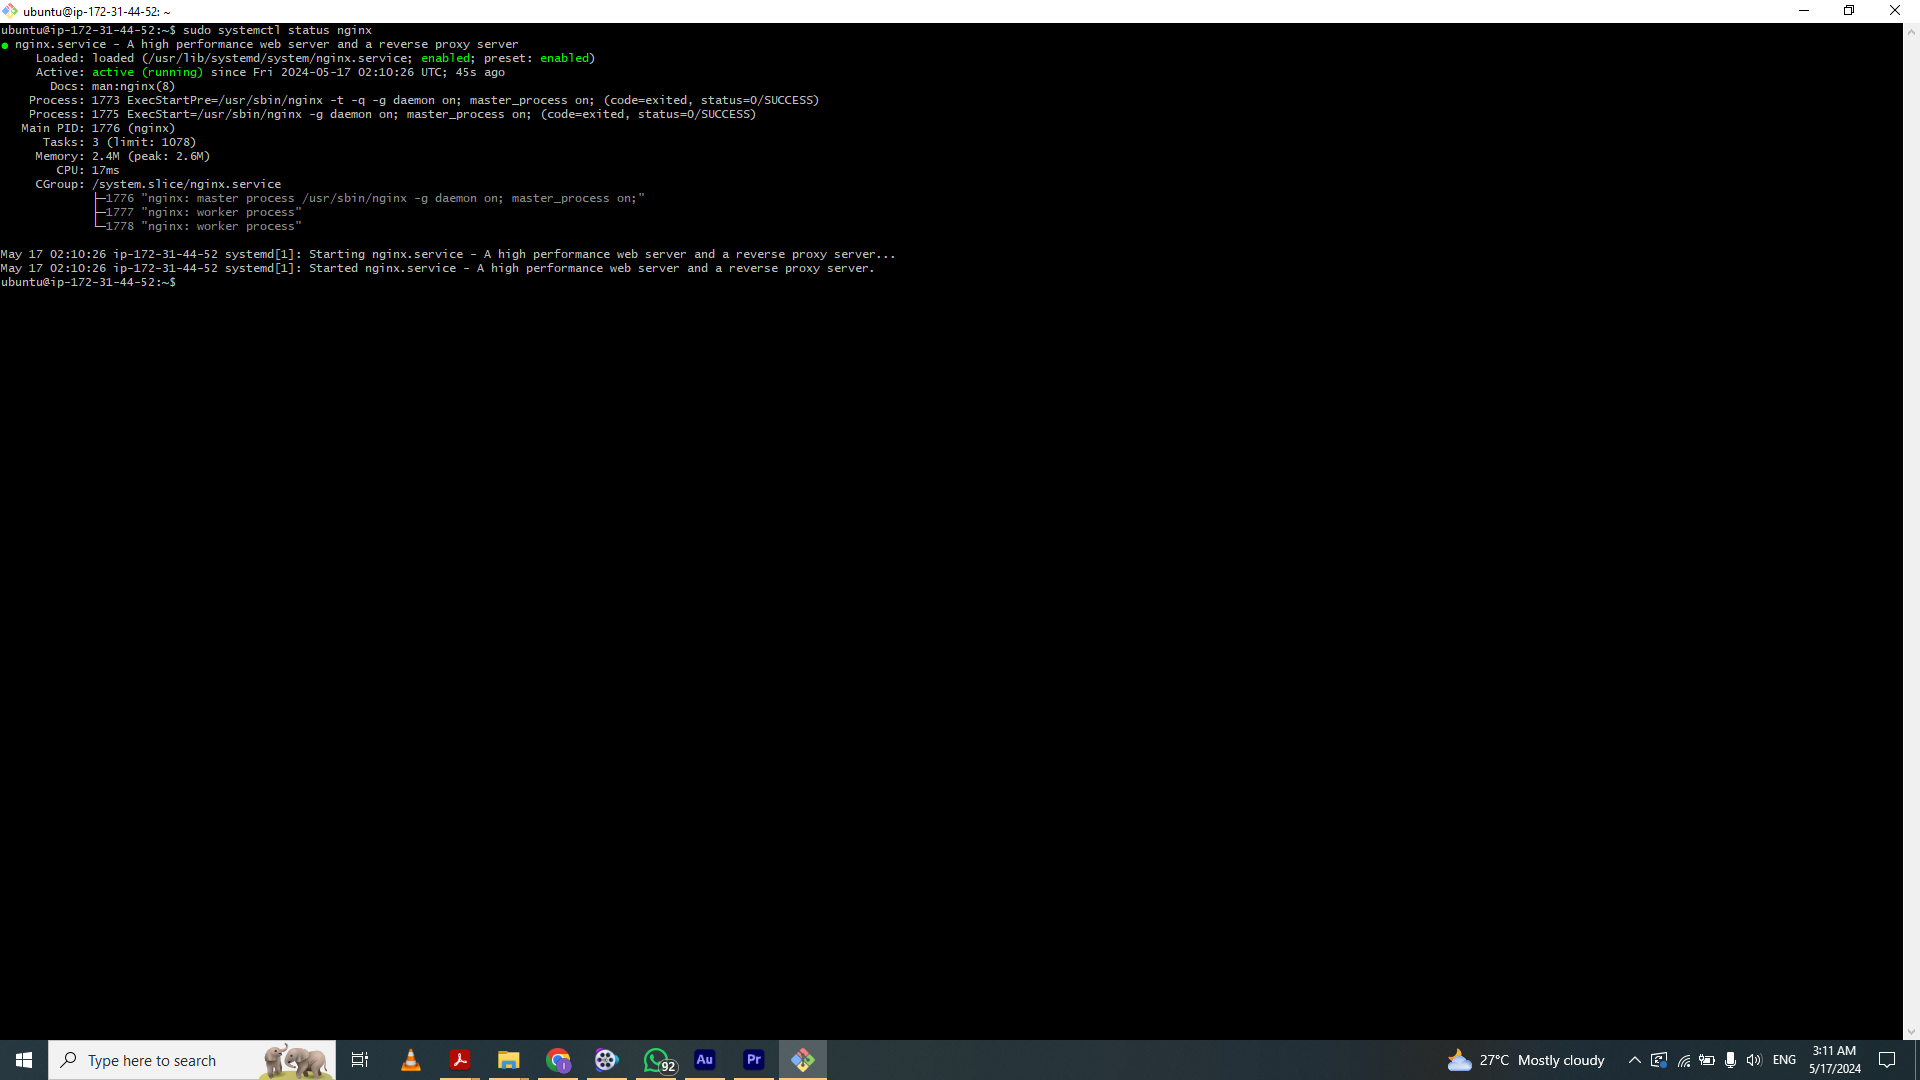 ubuntu@ip-172-31-44-52: ~
ubuntu@ip-172-31-44-52:~$ sudo systemctl status nginx
● nginx.service - A high performance web server and a reverse proxy server
     Loaded: loaded (/usr/lib/systemd/system/nginx.service; enabled; preset: enabled)
     Active: active (running) since Fri 2024-05-17 02:10:26 UTC; 45s ago
       Docs: man:nginx(8)
    Process: 1773 ExecStartPre=/usr/sbin/nginx -t -q -g daemon on; master_process on; (code=exited, status=0/SUCCESS)
    Process: 1775 ExecStart=/usr/sbin/nginx -g daemon on; master_process on; (code=exited, status=0/SUCCESS)
   Main PID: 1776 (nginx)
      Tasks: 3 (limit: 1078)
     Memory: 2.4M (peak: 2.6M)
        CPU: 17ms
     CGroup: /system.slice/nginx.service
             ├─1776 "nginx: master process /usr/sbin/nginx -g daemon on; master_process on;"
             ├─1777 "nginx: worker process"
             └─1778 "nginx: worker process"
May 17 02:10:26 ip-172-31-44-52 systemd[1]: Starting nginx.service - A high performance web server and a reverse proxy server...
May 17 02:10:26 ip-172-31-44-52 systemd[1]: Started nginx.service - A high performance web server and a reverse proxy server.
ubuntu@ip-172-31-44-52:~$
Type here to search
92
Au
Pr
27°C Mostly cloudy
ENG
3:11 AM
5/17/2024